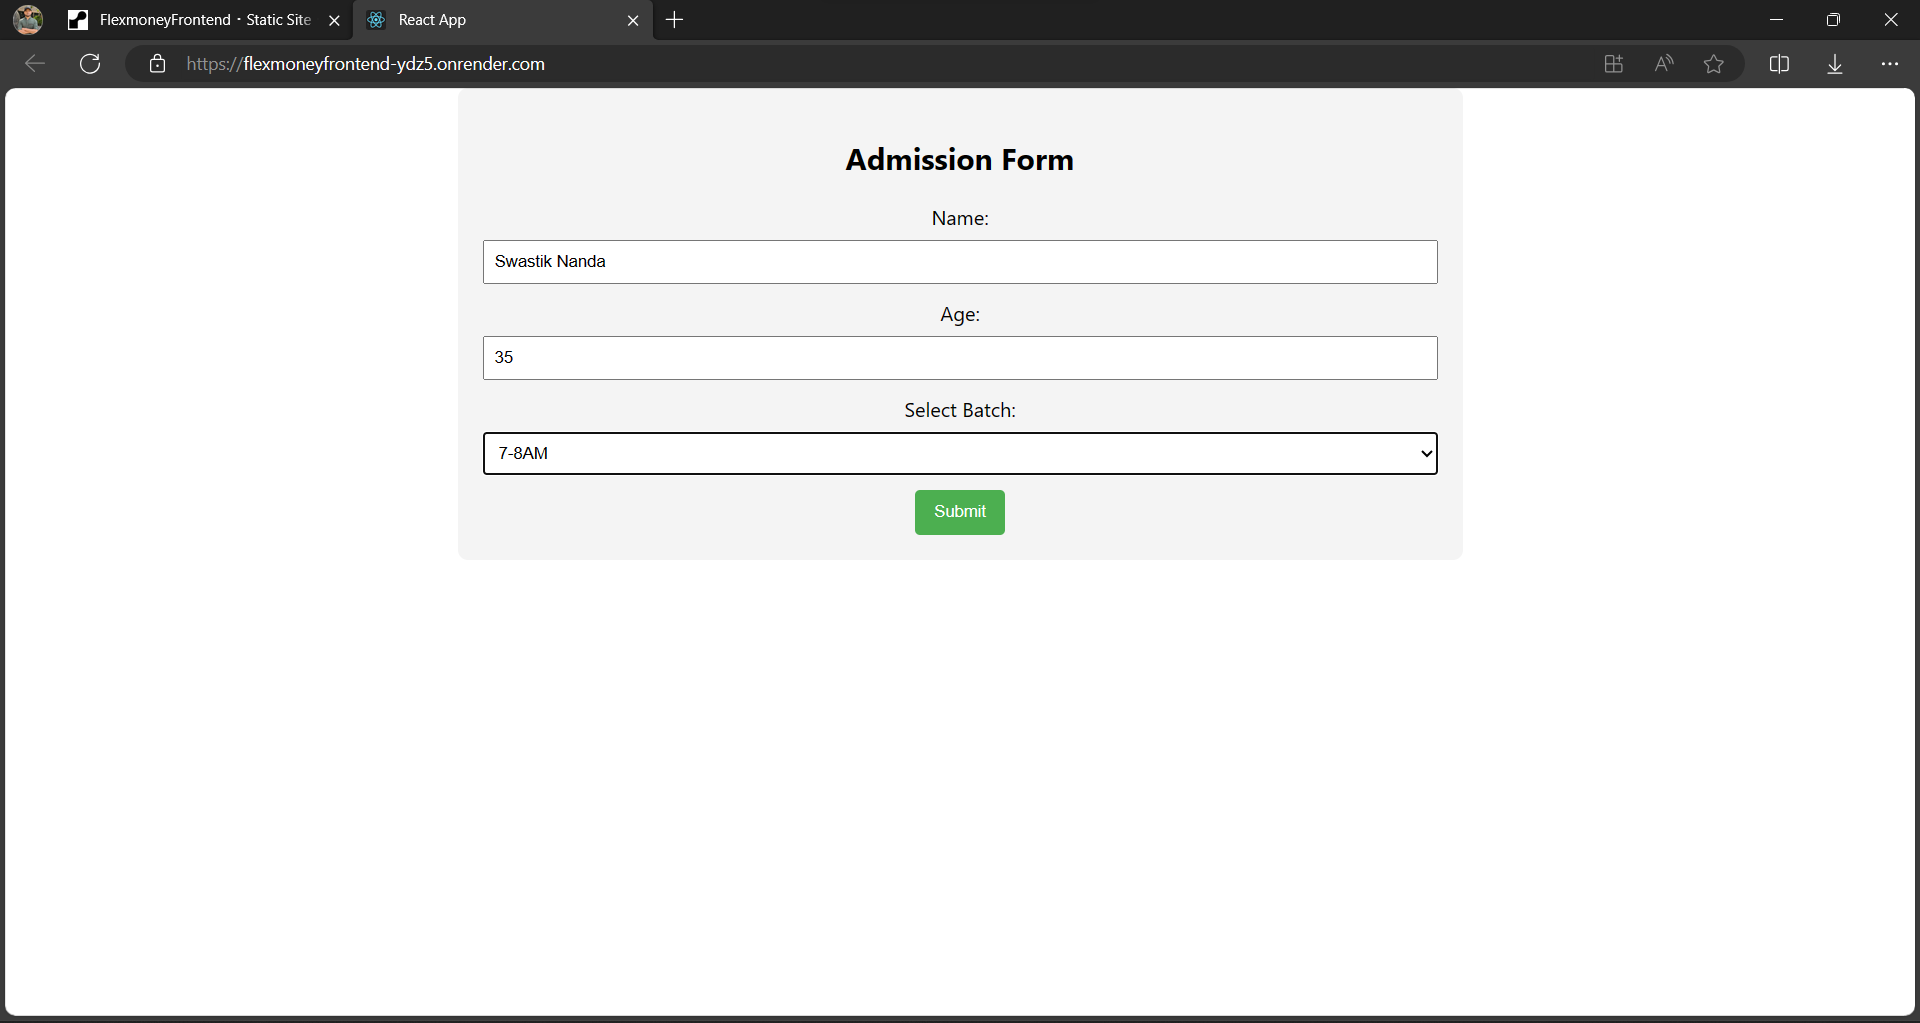 FlexmoneyFrontend · Static Site
React App
https://flexmoneyfrontend-ydz5.onrender.com
Admission Form
Name:
Swastik Nanda
Age:
35
Select Batch:
7-8AM
Submit